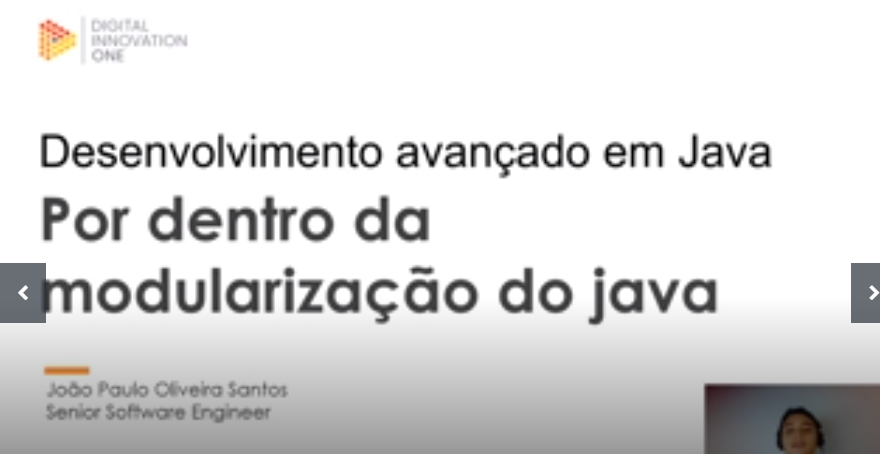 DIGITAL
INNOVATION
ONE
Desenvolvimento avançado em Java
Por dentro da
modularização do java
João Paulo Oliveira Santos
Senior Software Engineer